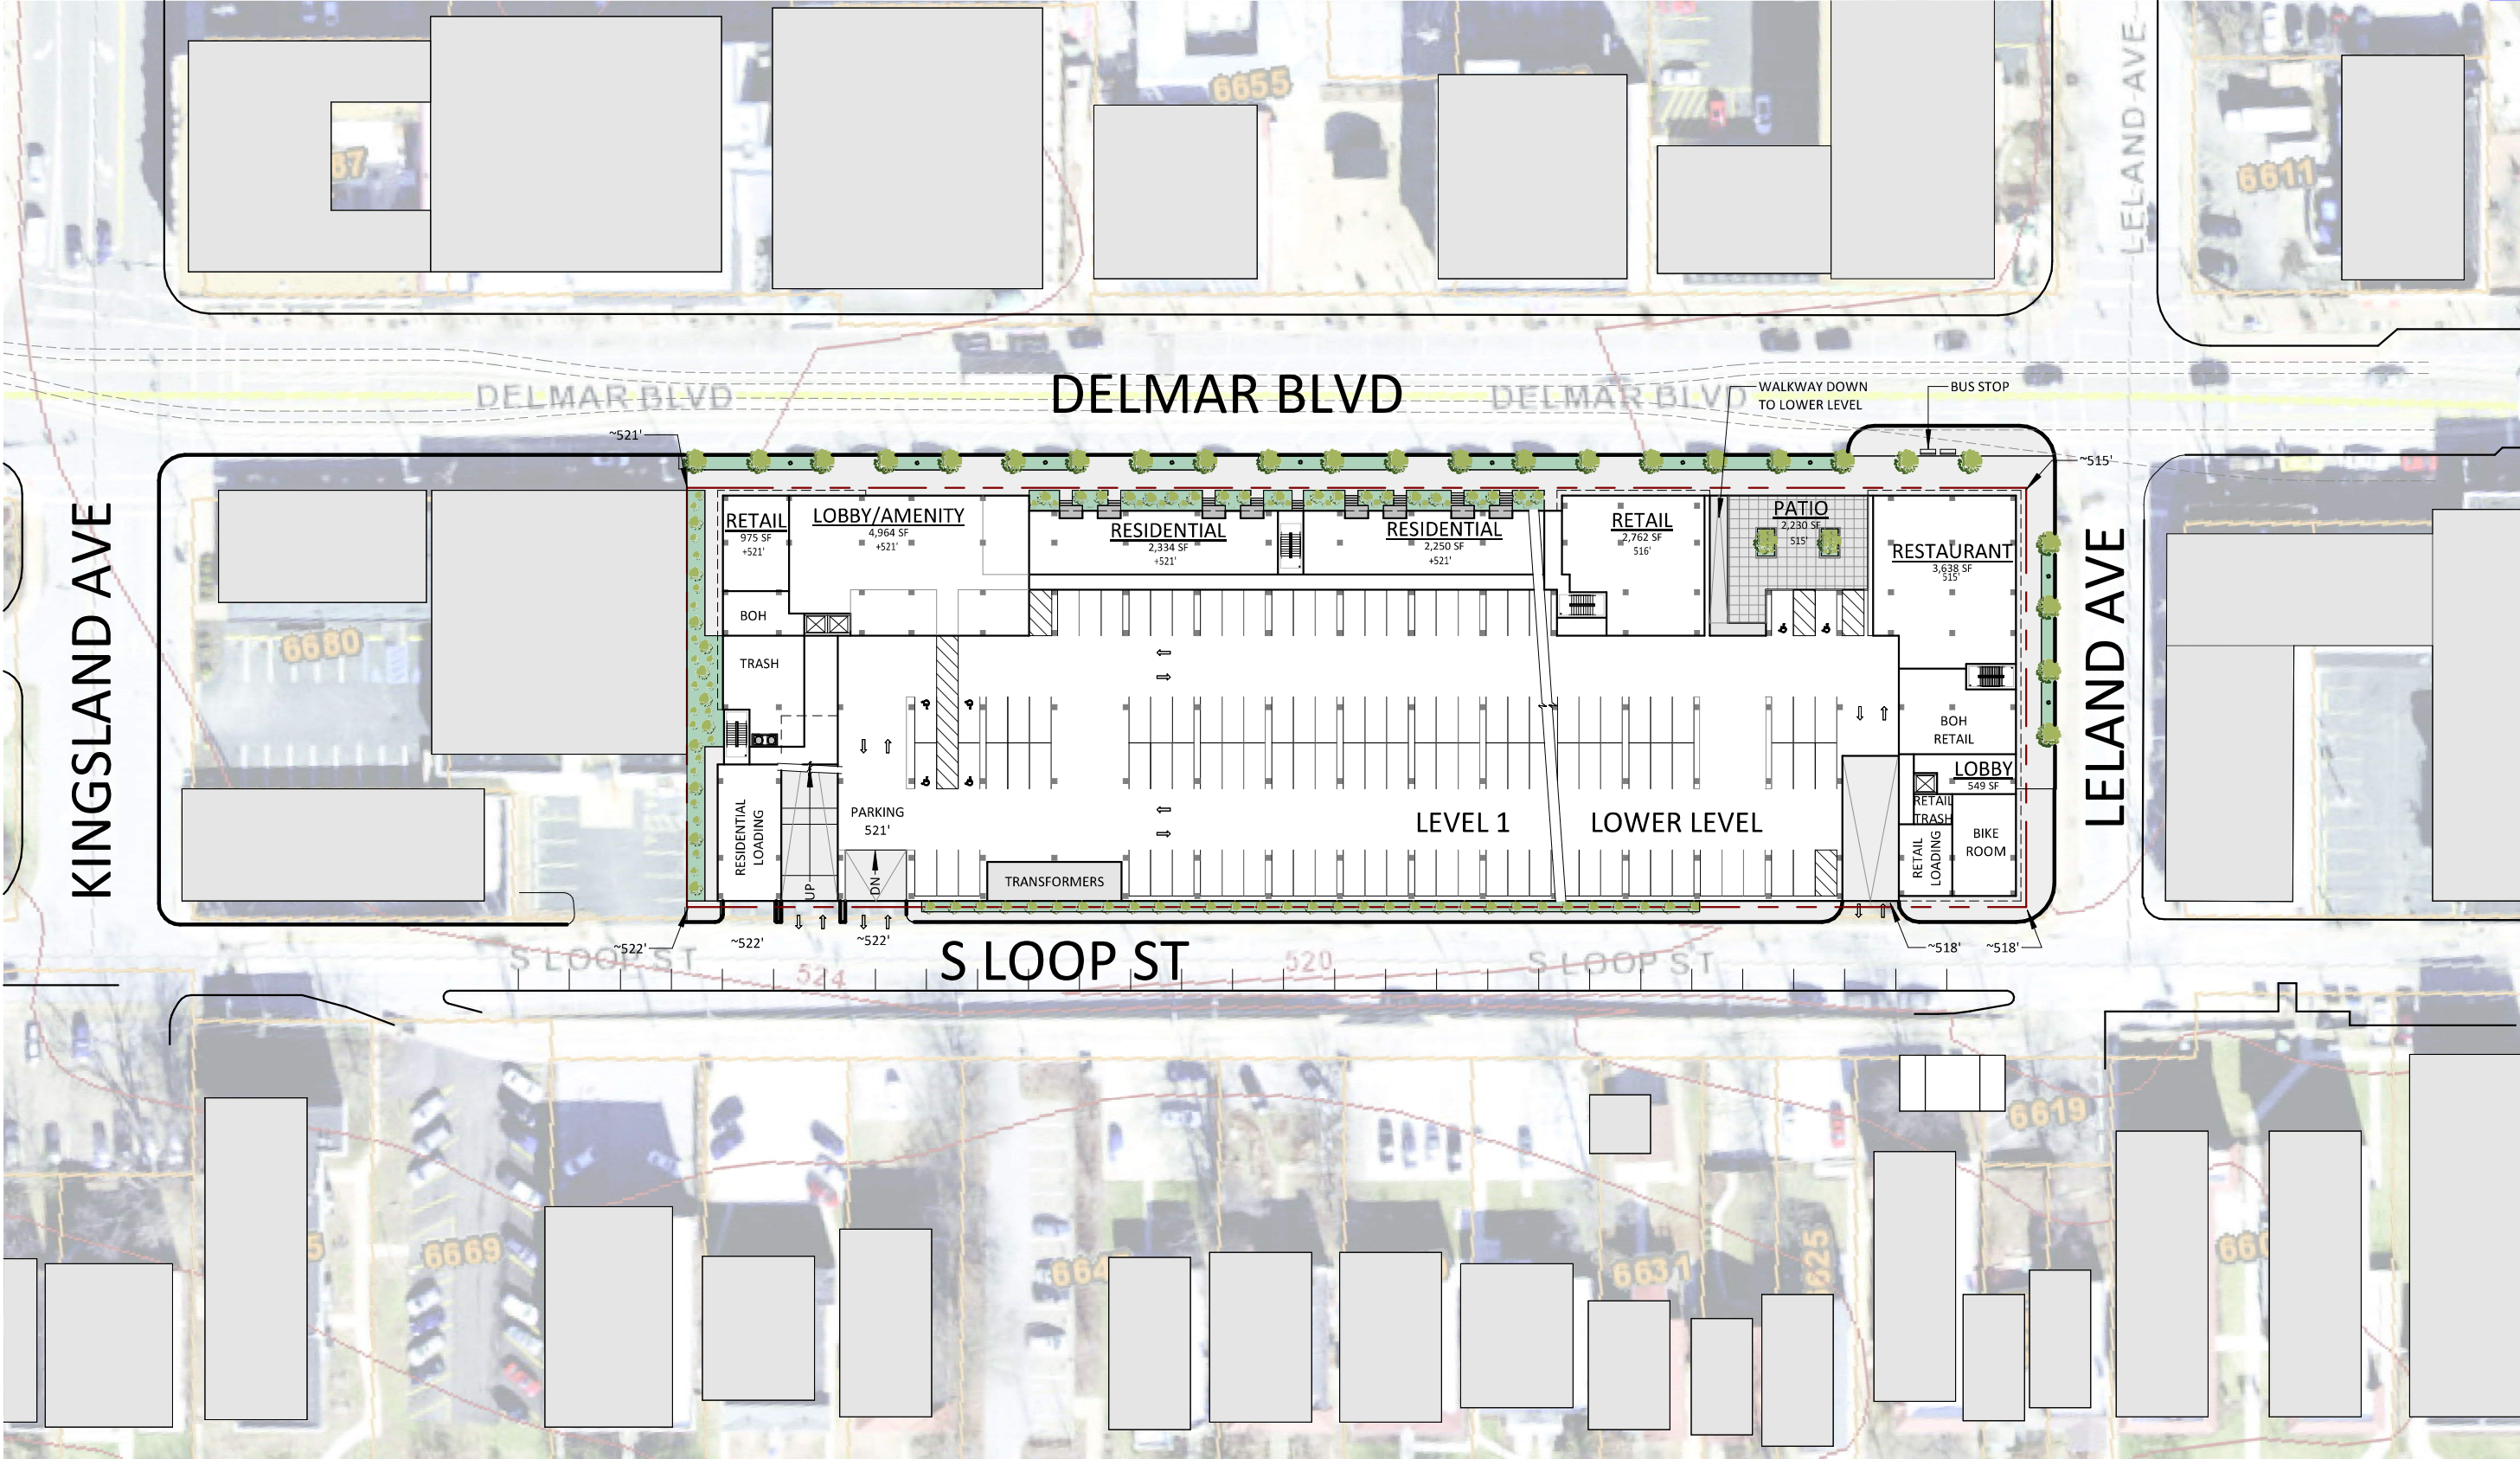 6655
87
LELAND AVE
6611
DELMAR BLVD
DELMAR BLVD
DELMAR BLVD
WALKWAY DOWN
TO LOWER LEVEL
BUS STOP
~521'
~515'
KINGSLAND AVE
6680
RETAIL
975 SF
+521'
LOBBY/AMENITY
4,964 SF
+521'
RESIDENTIAL
2,334 SF
+521'
RESIDENTIAL
2,250 SF
+521'
RETAIL
2,762 SF
516'
PATIO
2,230 SF
515'
RESTAURANT
3,638 SF
515'
LELAND AVE
BOH
TRASH
BOH
RETAIL
LOBBY
549 SF
RETAIL
TRASH
RETAIL
LOADING
BIKE
ROOM
RESIDENTIAL
LOADING
UP
DN
PARKING
521'
TRANSFORMERS
LEVEL 1
LOWER LEVEL
~522'
~522'
~522'
~518'
~518'
S LOOP ST
S LOOP ST
S LOOP ST
524
520
6619
5
6669
664
6631
625
660